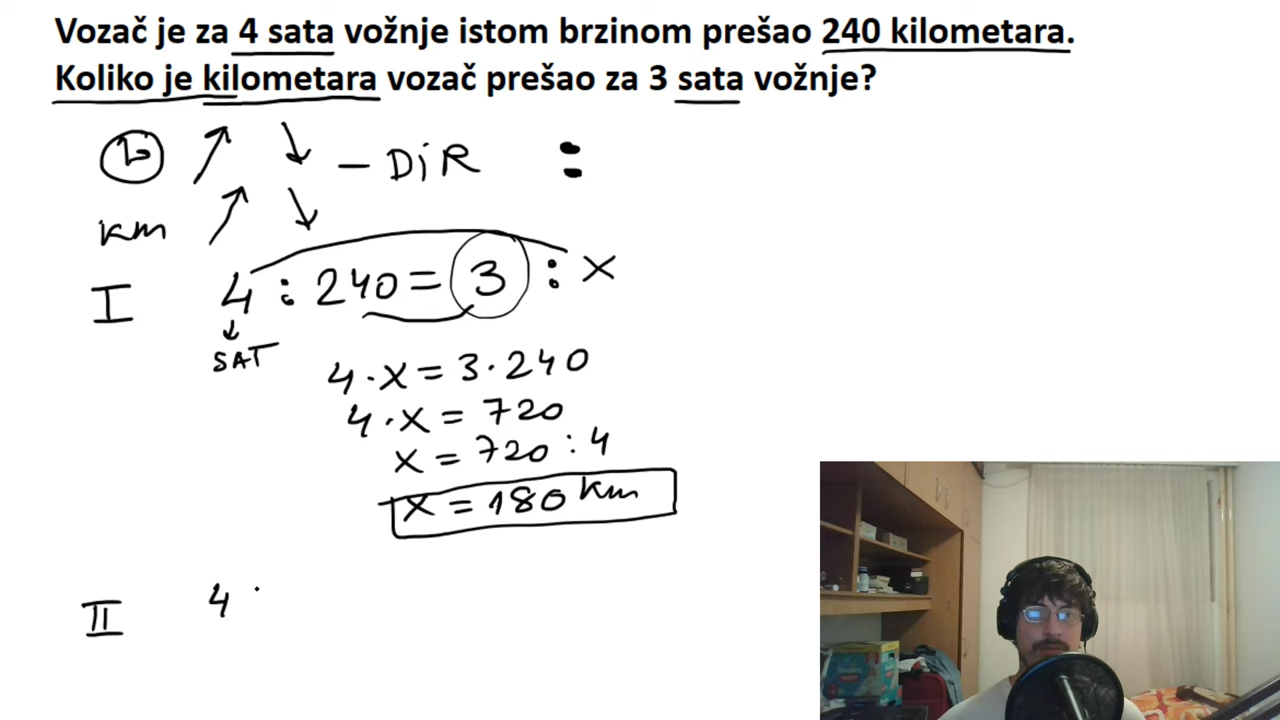 Vozač je za 4 sata vožnje istom brzinom prešao 240 kilometara.
Koliko je kilometara vozač prešao za 3 sata vožnje?
- DiR :
km
I 4 : 240 = 3 : x
SAT
4 · x = 3 · 240
4 · x = 720
x = 720 : 4
x = 180 km
II 4 ·